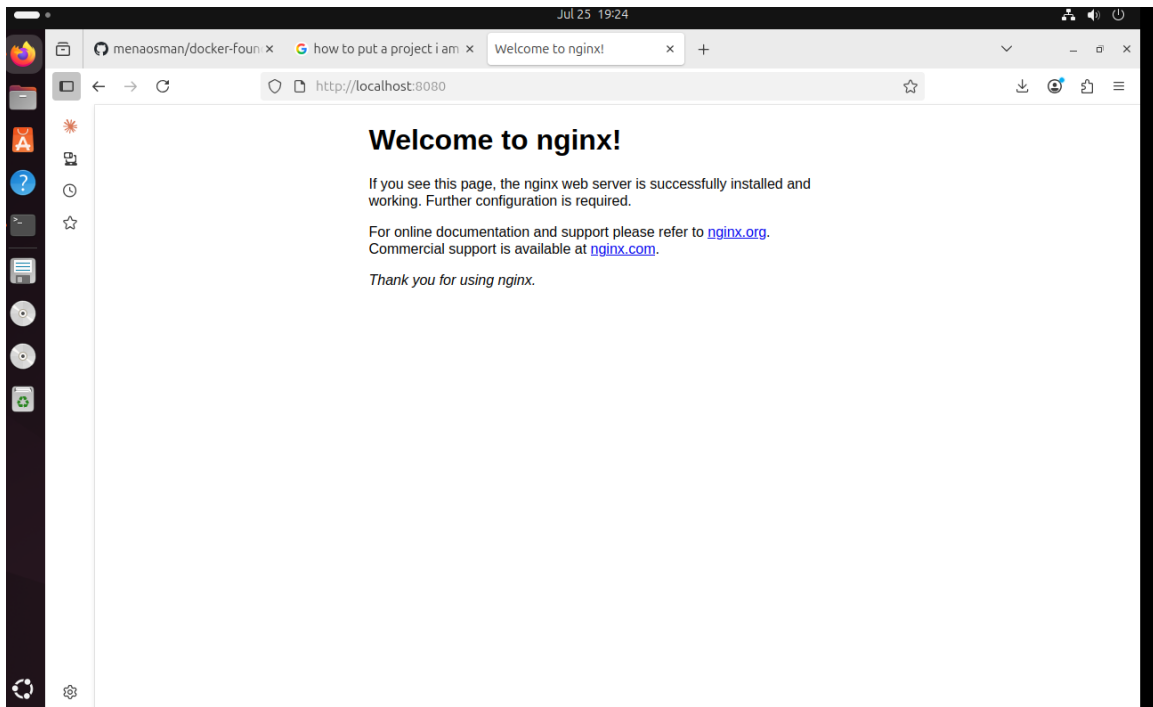 Jul 25 19:24
menaosman/docker-foun
how to put a project i am
Welcome to nginx!
http://localhost:8080
Welcome to nginx!
If you see this page, the nginx web server is successfully installed and
working. Further configuration is required.
For online documentation and support please refer to nginx.org.
Commercial support is available at nginx.com.
Thank you for using nginx.